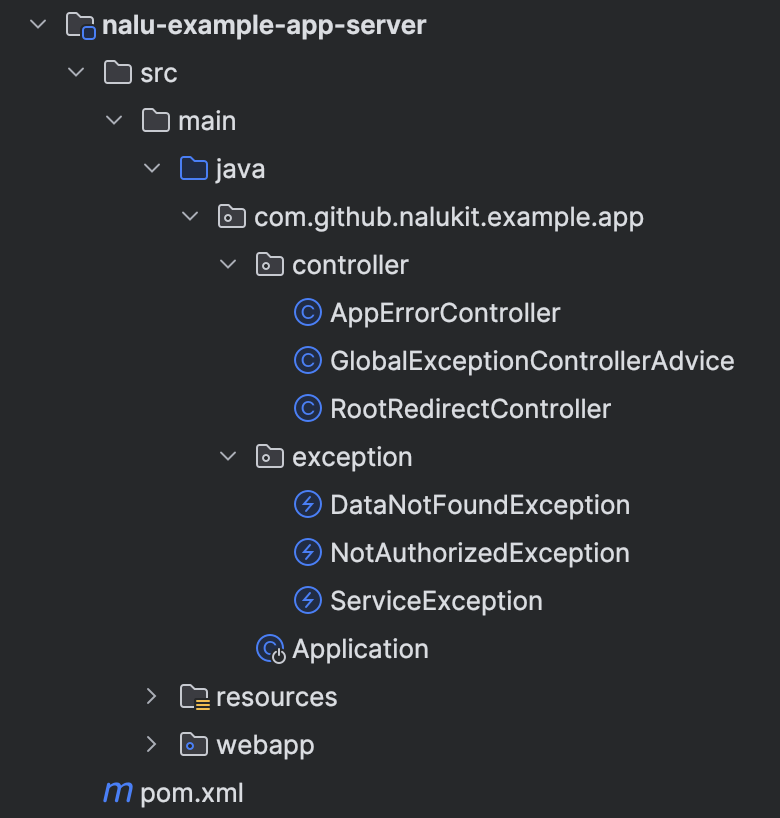 nalu-example-app-server
src
main
java
com.github.nalukit.example.app
controller
AppErrorController
GlobalExceptionControllerAdvice
RootRedirectController
exception
DataNotFoundException
NotAuthorizedException
ServiceException
Application
resources
webapp
pom.xml